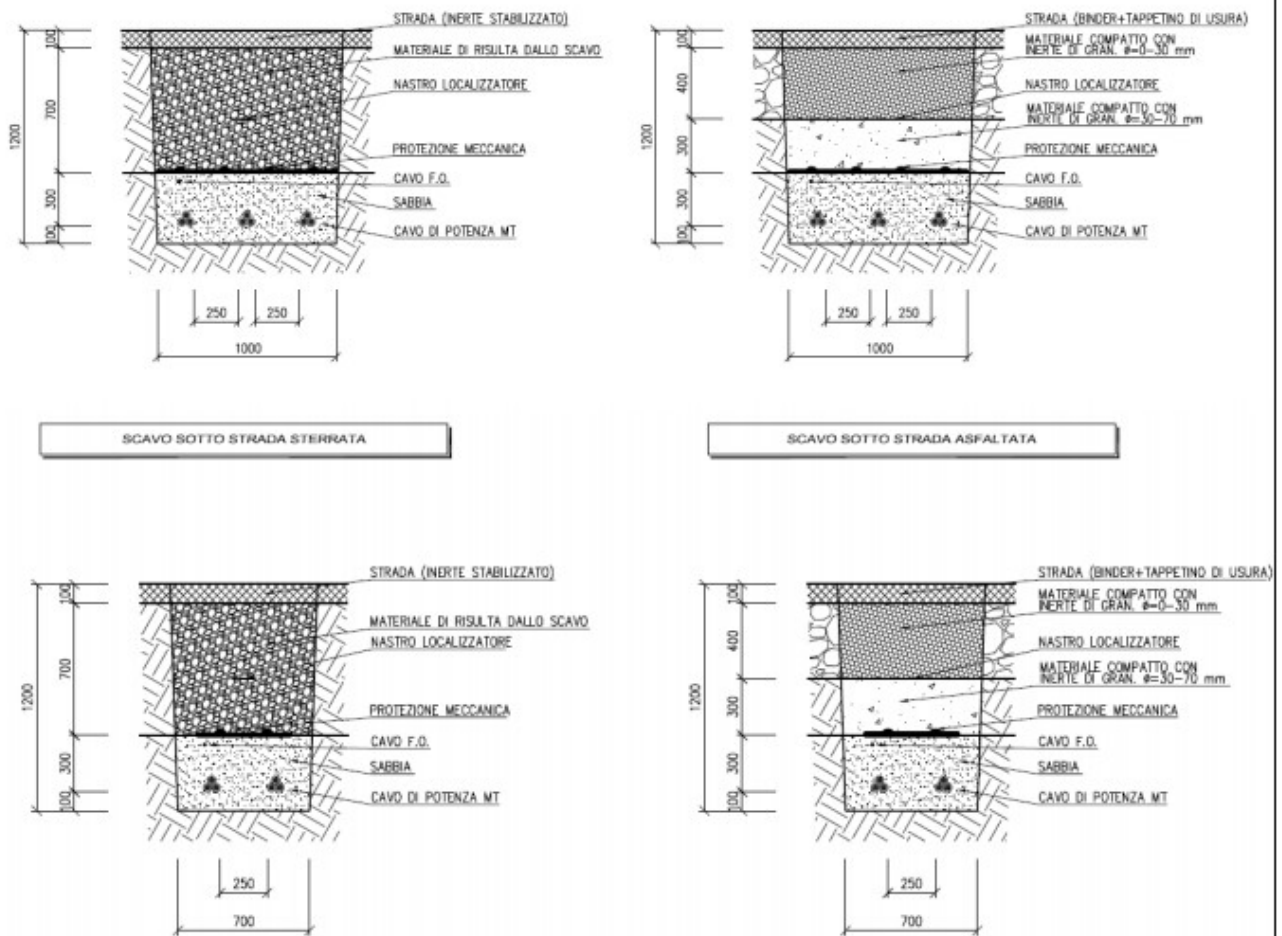 STRADA (INERTE STABILIZZATO)
MATERIALE DI RISULTA DALLO SCAVO
NASTRO LOCALIZZATORE
PROTEZIONE MECCANICA
CAVO F.O.
SABBIA
CAVO DI POTENZA MT
100
700
1200
300
100
250
250
1000
STRADA (BINDER+TAPPETINO DI USURA)
MATERIALE COMPATTO CON
INERTE DI GRAN. ø=0-30 mm
NASTRO LOCALIZZATORE
MATERIALE COMPATTO CON
INERTE DI GRAN. ø=30-70 mm
PROTEZIONE MECCANICA
CAVO F.O.
SABBIA
CAVO DI POTENZA MT
100
400
1200
300
300
100
250
250
1000
SCAVO SOTTO STRADA STERRATA
SCAVO SOTTO STRADA ASFALTATA
STRADA (INERTE STABILIZZATO)
MATERIALE DI RISULTA DALLO SCAVO
NASTRO LOCALIZZATORE
PROTEZIONE MECCANICA
CAVO F.O.
SABBIA
CAVO DI POTENZA MT
100
700
1200
300
100
250
700
STRADA (BINDER+TAPPETINO DI USURA)
MATERIALE COMPATTO CON
INERTE DI GRAN. ø=0-30 mm
NASTRO LOCALIZZATORE
MATERIALE COMPATTO CON
INERTE DI GRAN. ø=30-70 mm
PROTEZIONE MECCANICA
CAVO F.O.
SABBIA
CAVO DI POTENZA MT
100
400
1200
300
300
100
250
700